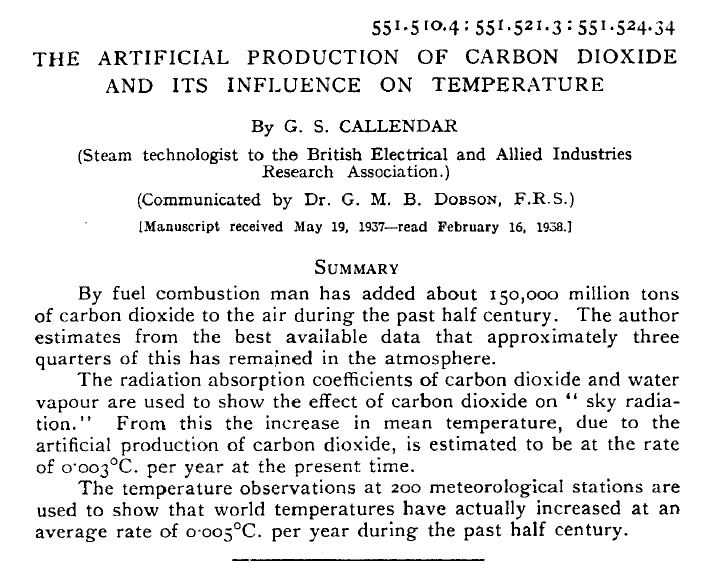 551.510.4 : 551.521.3 : 551.524.34
THE ARTIFICIAL PRODUCTION OF CARBON DIOXIDE
AND ITS INFLUENCE ON TEMPERATURE
By G. S. CALLENDAR
(Steam technologist to the British Electrical and Allied Industries
Research Association.)
(Communicated by Dr. G. M. B. DOBSON, F.R.S.)
[Manuscript received May 19, 1937—read February 16, 1938.]
SUMMARY
By fuel combustion man has added about 150,000 million tons
of carbon dioxide to the air during the past half century. The author
estimates from the best available data that approximately three
quarters of this has remained in the atmosphere.
The radiation absorption coefficients of carbon dioxide and water
vapour are used to show the effect of carbon dioxide on “ sky radia-
tion.” From this the increase in mean temperature, due to the
artificial production of carbon dioxide, is estimated to be at the rate
of 0·003°C. per year at the present time.
The temperature observations at 200 meteorological stations are
used to show that world temperatures have actually increased at an
average rate of 0·005°C. per year during the past half century.